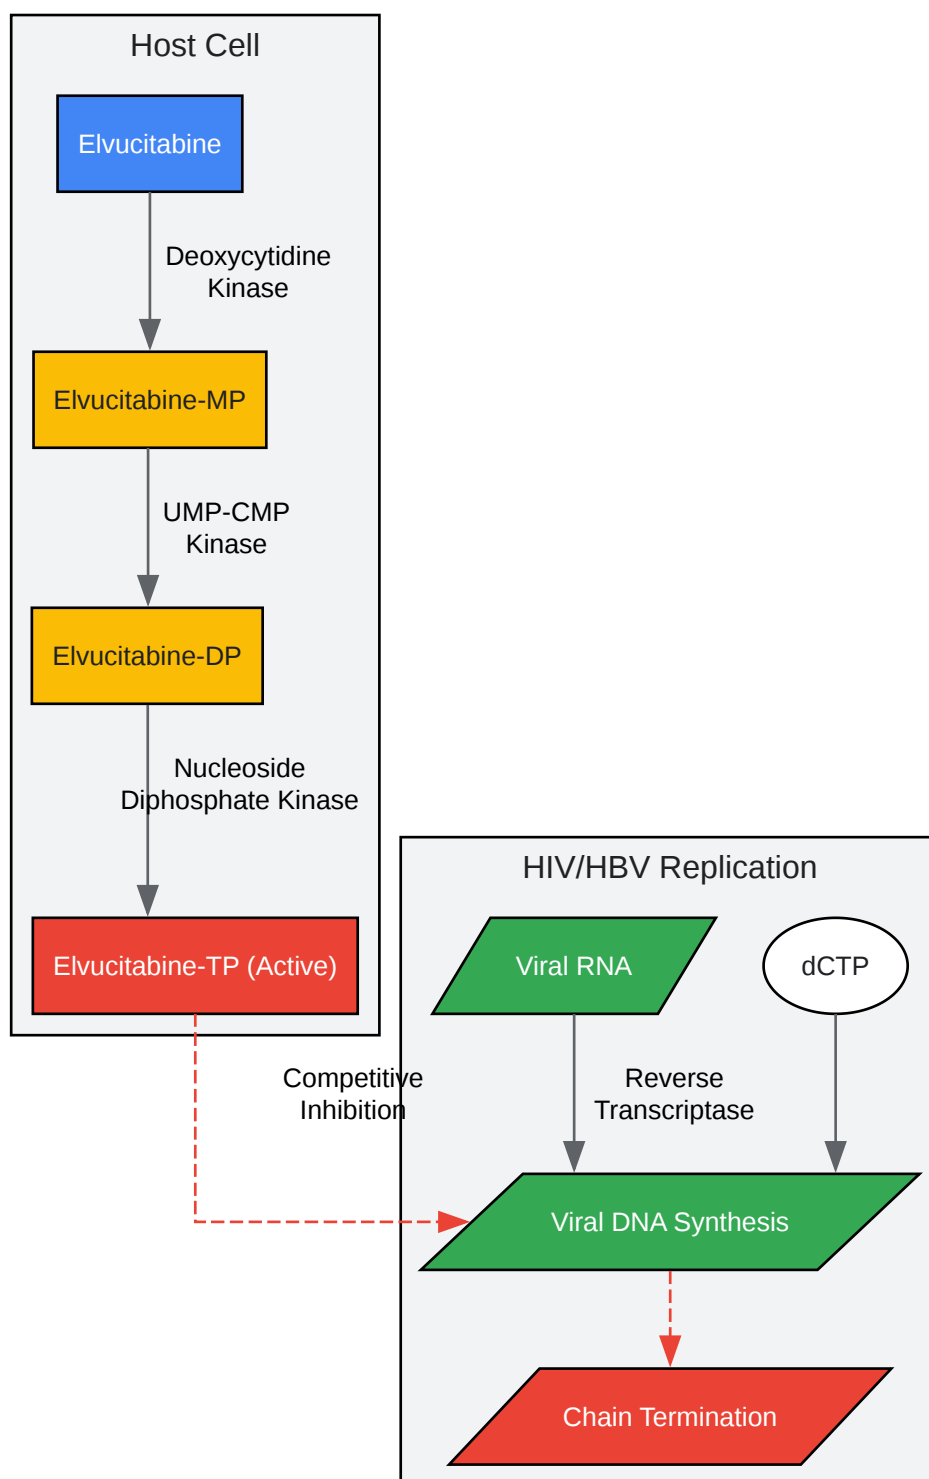 Host Cell
Elvucitabine
Deoxycytidine
Kinase
Elvucitabine-MP
UMP-CMP
Kinase
Elvucitabine-DP
Nucleoside
Diphosphate Kinase
Elvucitabine-TP (Active)
HIV/HBV Replication
Viral RNA
dCTP
Competitive
Inhibition
Reverse
Transcriptase
Viral DNA Synthesis
Chain Termination